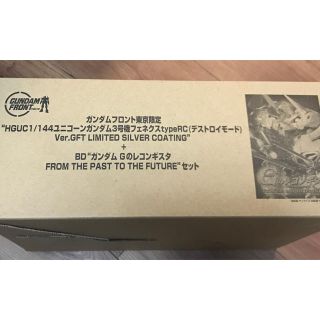 GUNDAM
FRONT
ガンダムフロント東京限定
"HGUC1/144ユニコーンガンダム3号機フェネクスtypeRC(デストロイモード)
Ver.GFT LIMITED SILVER COATING"
+
BD"ガンダム Gのレコンギスタ
FROM THE PAST TO THE FUTURE"セット